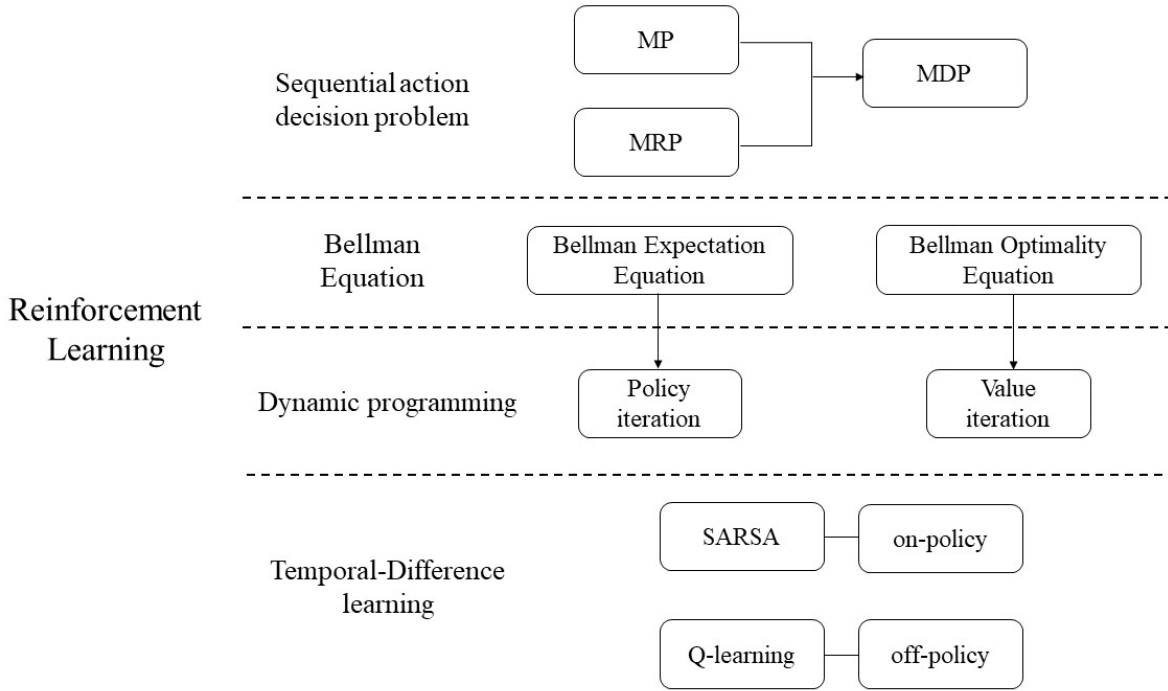 Reinforcement
Learning
Sequential action
decision problem
MP
MRP
MDP
Bellman
Equation
Bellman Expectation
Equation
Bellman Optimality
Equation
Dynamic programming
Policy
iteration
Value
iteration
Temporal-Difference
learning
SARSA
on-policy
Q-learning
off-policy